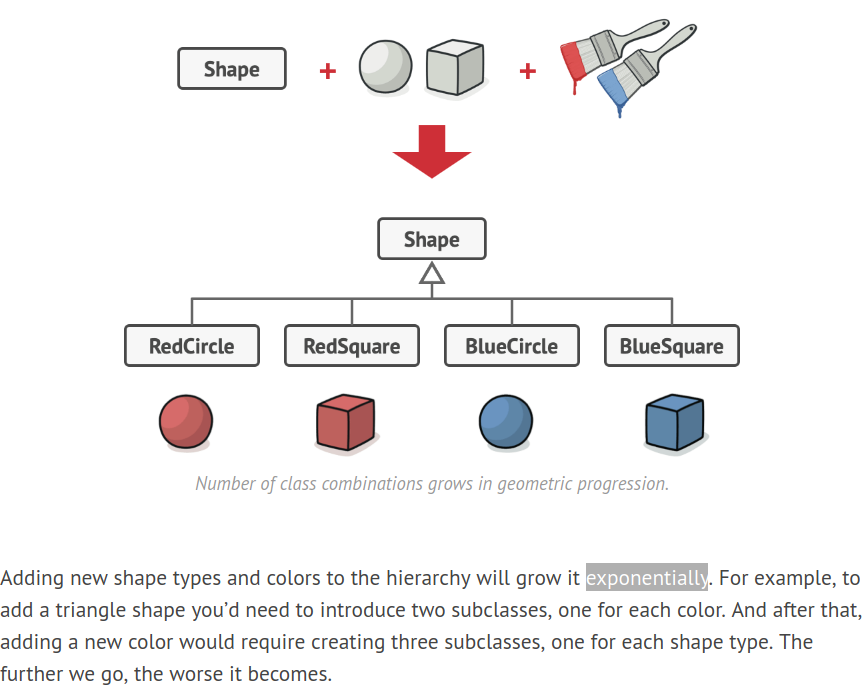 Shape
+
+
Shape
RedCircle
RedSquare
BlueCircle
BlueSquare
Number of class combinations grows in geometric progression.
Adding new shape types and colors to the hierarchy will grow it exponentially. For example, to
add a triangle shape you’d need to introduce two subclasses, one for each color. And after that,
adding a new color would require creating three subclasses, one for each shape type. The
further we go, the worse it becomes.